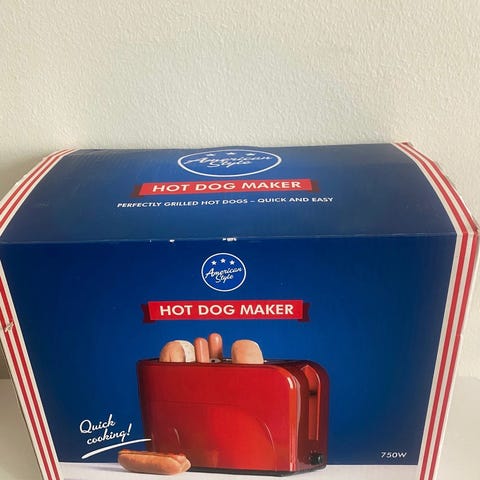 American
Style
HOT DOG MAKER
PERFECTLY GRILLED HOT DOGS – QUICK AND EASY
American
Style
HOT DOG MAKER
Quick
cooking!
750W